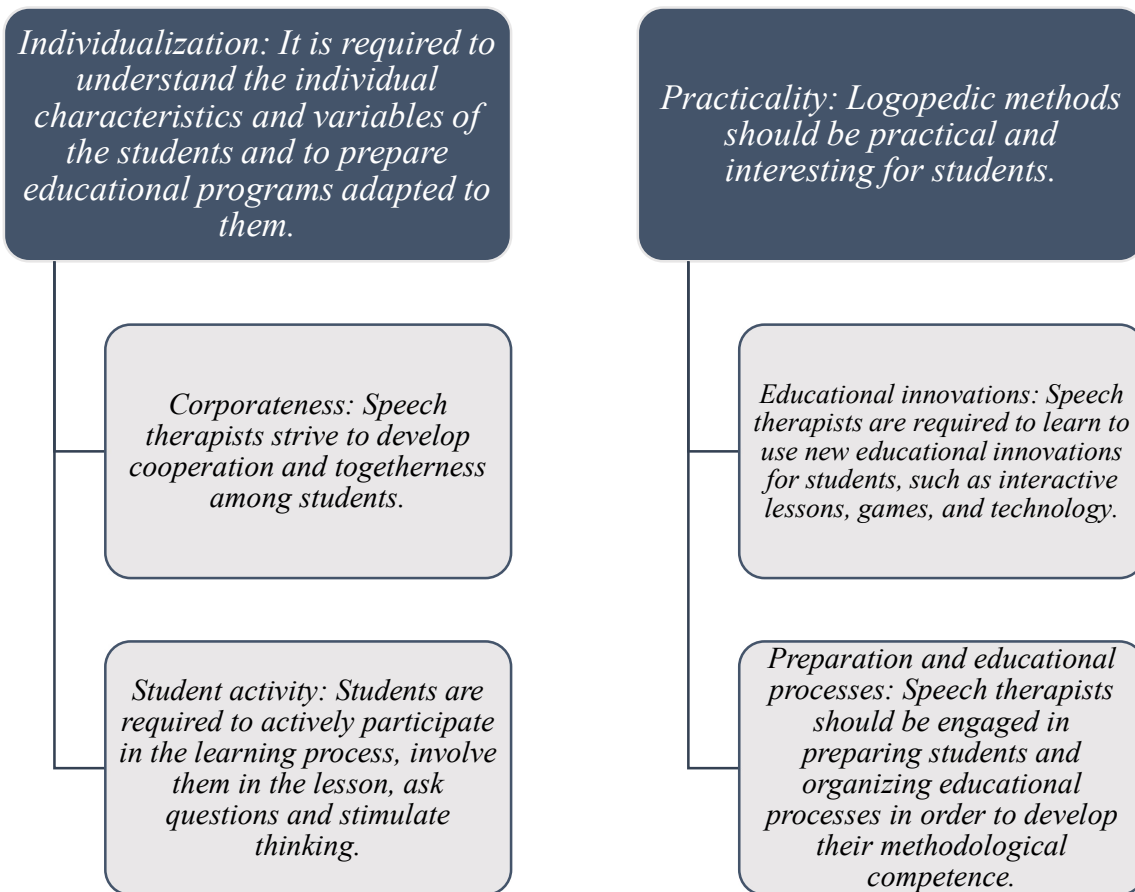 Individualization: It is required to
understand the individual
characteristics and variables of
the students and to prepare
educational programs adapted to
them.
Corporateness: Speech
therapists strive to develop
cooperation and togetherness
among students.
Student activity: Students are
required to actively participate
in the learning process, involve
them in the lesson, ask
questions and stimulate
thinking.
Practicality: Logopedic methods
should be practical and
interesting for students.
Educational innovations: Speech
therapists are required to learn to
use new educational innovations
for students, such as interactive
lessons, games, and technology.
Preparation and educational
processes: Speech therapists
should be engaged in
preparing students and
organizing educational
processes in order to develop
their methodological
competence.